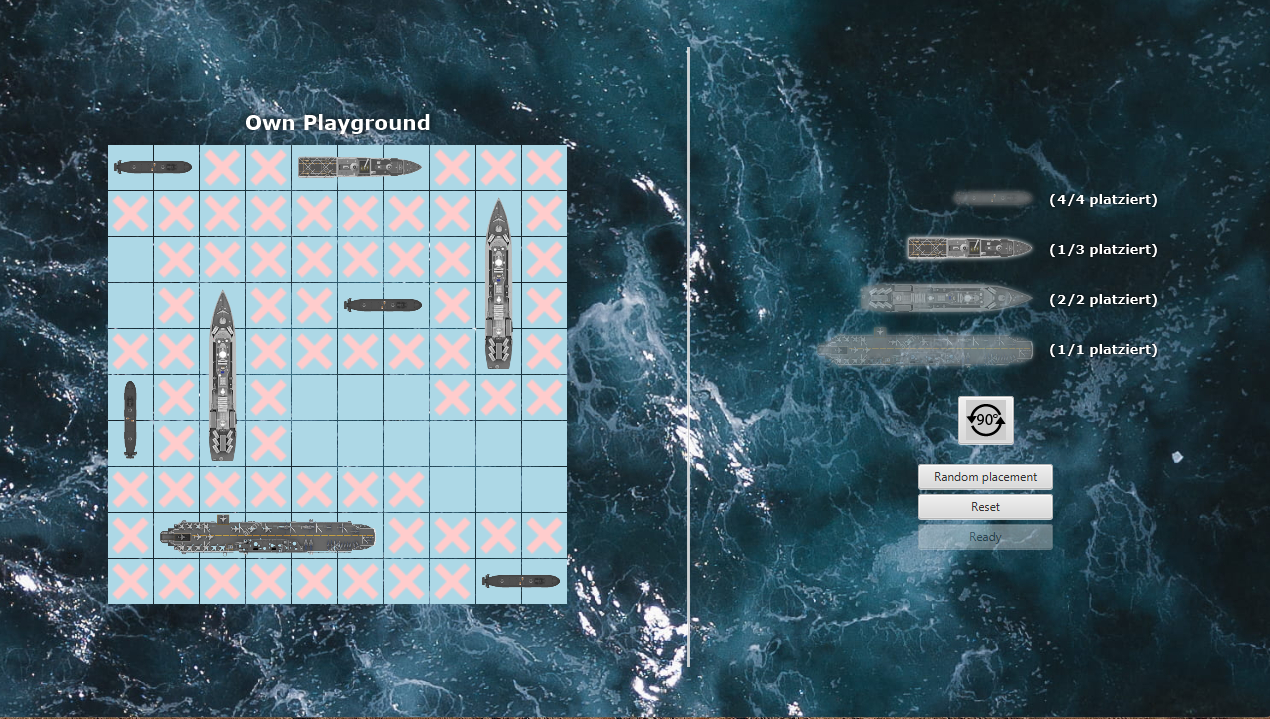 Own Playground
(4/4 platziert)
(1/3 platziert)
(2/2 platziert)
(1/1 platziert)
90°
Random placement
Reset
Ready